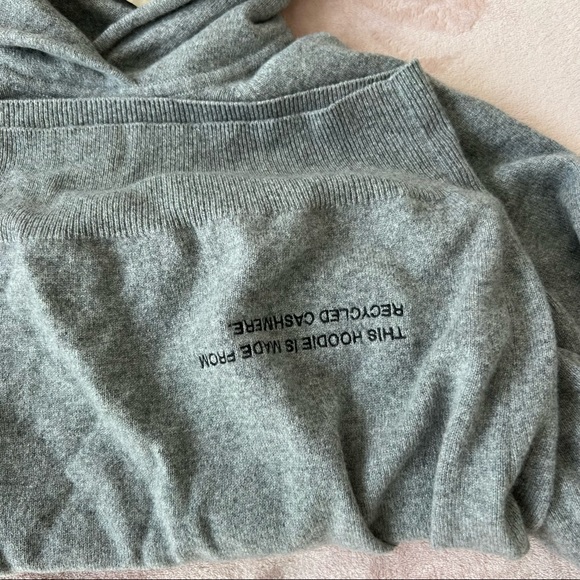 THIS HOODIE IS MADE FROM
RECYCLED CASHMERE.